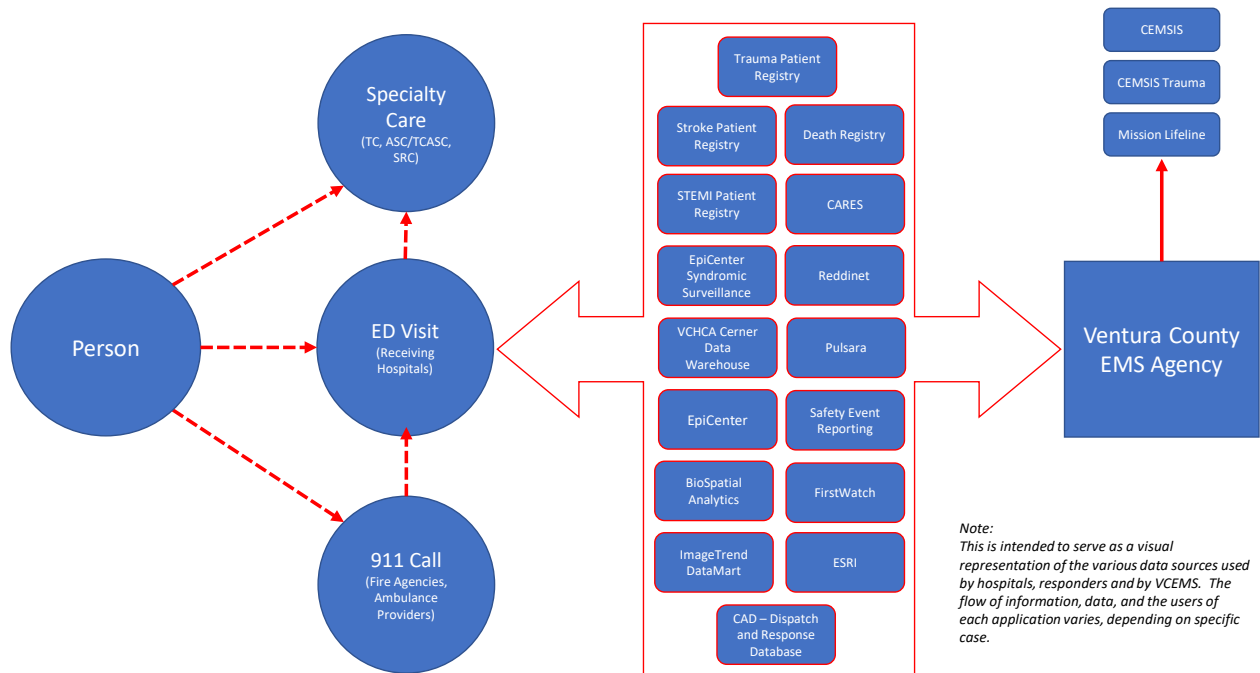 Person
Specialty
Care
(TC, ASC/TCASC,
SRC)
ED Visit
(Receiving
Hospitals)
911 Call
(Fire Agencies,
Ambulance
Providers)
Trauma Patient
Registry
Stroke Patient
Registry
Death Registry
STEMI Patient
Registry
CARES
EpiCenter
Syndromic
Surveillance
Reddinet
VCHCA Cerner
Data
Warehouse
Pulsara
EpiCenter
Safety Event
Reporting
BioSpatial
Analytics
FirstWatch
ImageTrend
DataMart
ESRI
CAD – Dispatch
and Response
Database
CEMSIS
CEMSIS Trauma
Mission Lifeline
Ventura County
EMS Agency
Note:
This is intended to serve as a visual
representation of the various data sources used
by hospitals, responders and by VCEMS. The
flow of information, data, and the users of
each application varies, depending on specific
case.